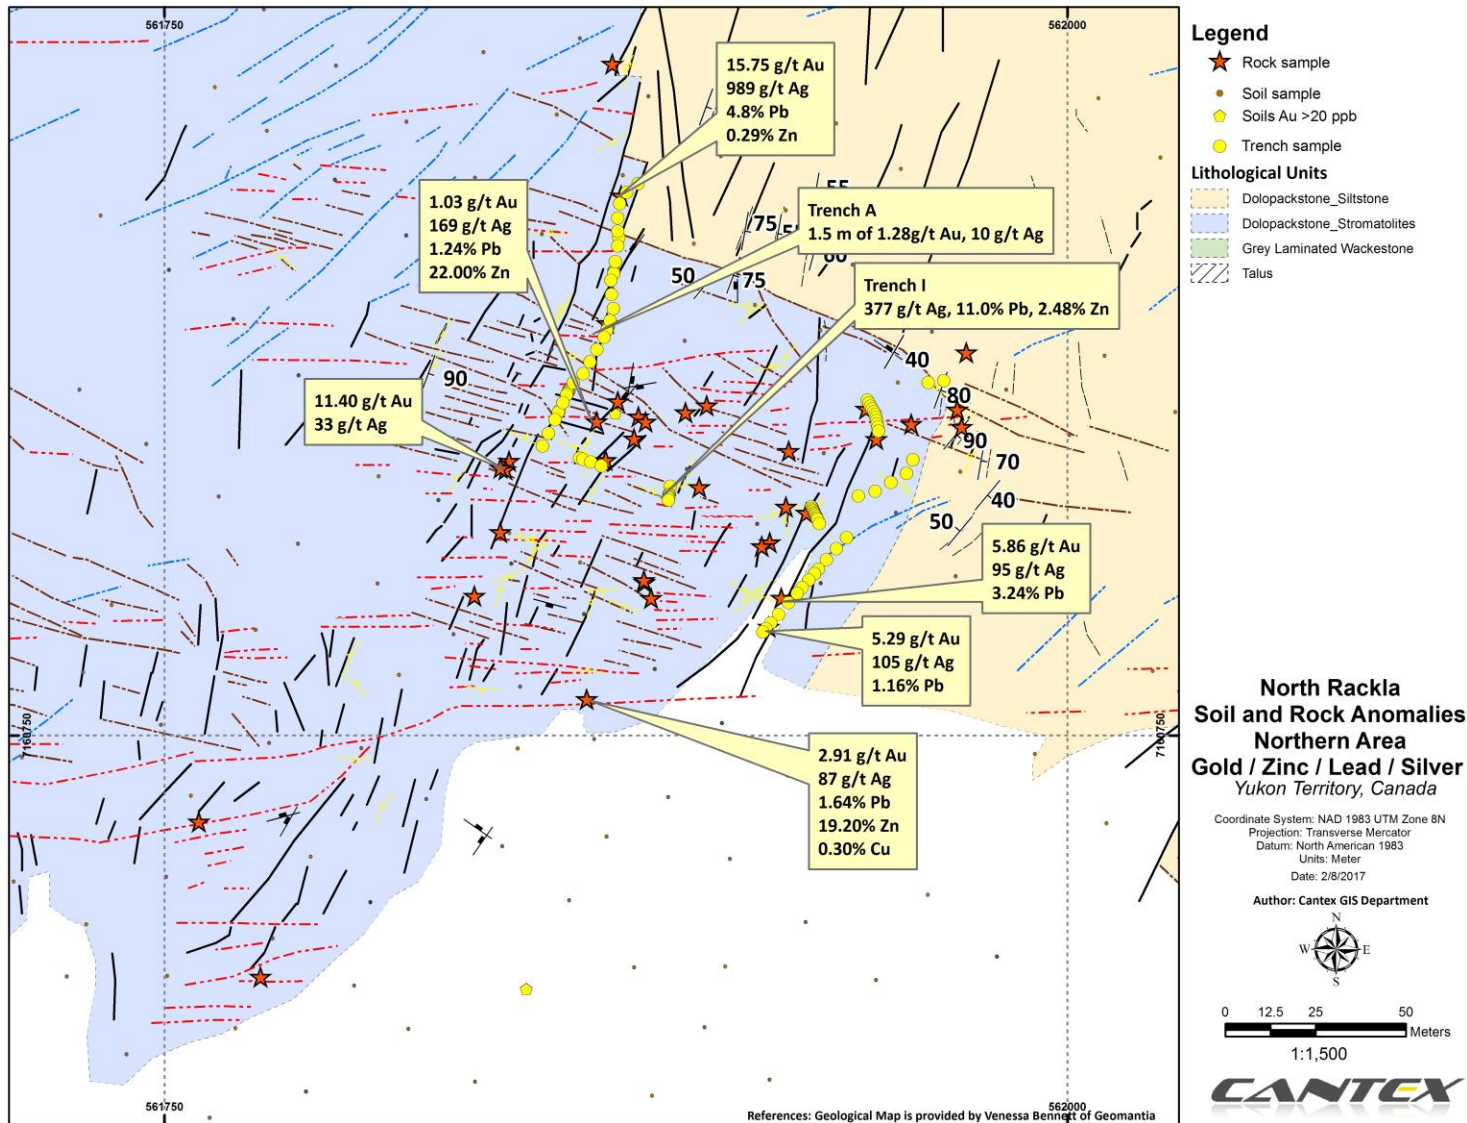 561750
562000
15.75 g/t Au
989 g/t Ag
4.8% Pb
0.29% Zn
1.03 g/t Au
169 g/t Ag
1.24% Pb
22.00% Zn
Trench A
1.5 m of 1.28g/t Au, 10 g/t Ag
Trench I
377 g/t Ag, 11.0% Pb, 2.48% Zn
11.40 g/t Au
33 g/t Ag
55
75
60
50
75
90
40
80
90
70
40
50
5.86 g/t Au
95 g/t Ag
3.24% Pb
5.29 g/t Au
105 g/t Ag
1.16% Pb
2.91 g/t Au
87 g/t Ag
1.64% Pb
19.20% Zn
0.30% Cu
7160750
7160750
561750
562000
References: Geological Map is provided by Venessa Bennett of Geomantia
Legend
Rock sample
Soil sample
Soils Au >20 ppb
Trench sample
Lithological Units
Dolopackstone_Siltstone
Dolopackstone_Stromatolites
Grey Laminated Wackestone
Talus
North Rackla
Soil and Rock Anomalies
Northern Area
Gold / Zinc / Lead / Silver
Yukon Territory, Canada
Coordinate System: NAD 1983 UTM Zone 8N
Projection: Transverse Mercator
Datum: North American 1983
Units: Meter
Date: 2/8/2017
Author: Cantex GIS Department
N
W E
S
0 12.5 25 50
Meters
1:1,500
CANTEX